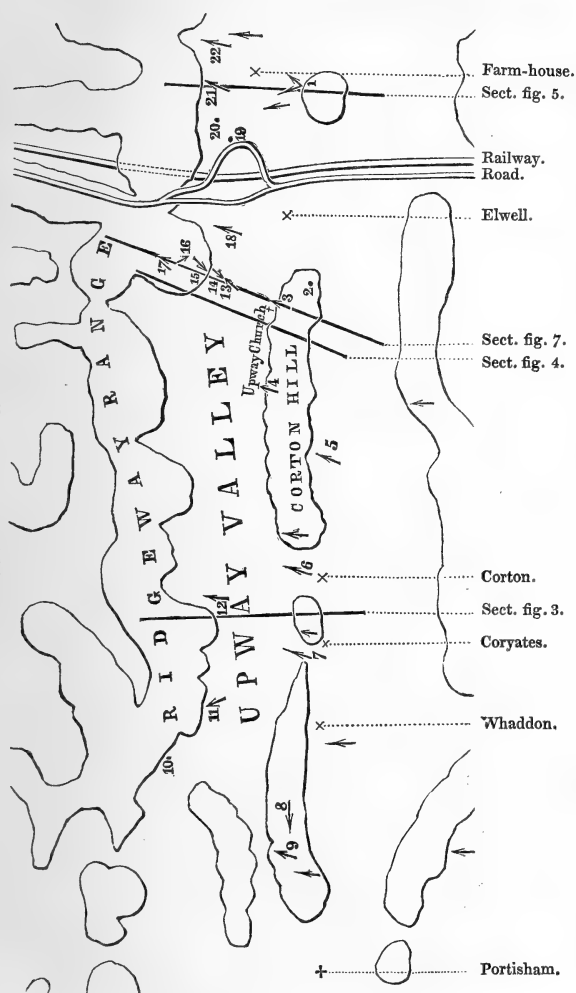 Farm-house.
Sect. fig. 5.
Railway.
Road.
Elwell.
Sect. fig. 7.
Sect. fig. 4.
Corton.
Sect. fig. 3.
Coryates.
Whaddon.
Portisham.
RIDGEWAY RANGE
UPWAY VALLEY
CORTON HILL
Upway Church
1
2.
3
4
5
6
7
8
9
10.
11
12
13
14
15
16
17
18
19
20.
21
22